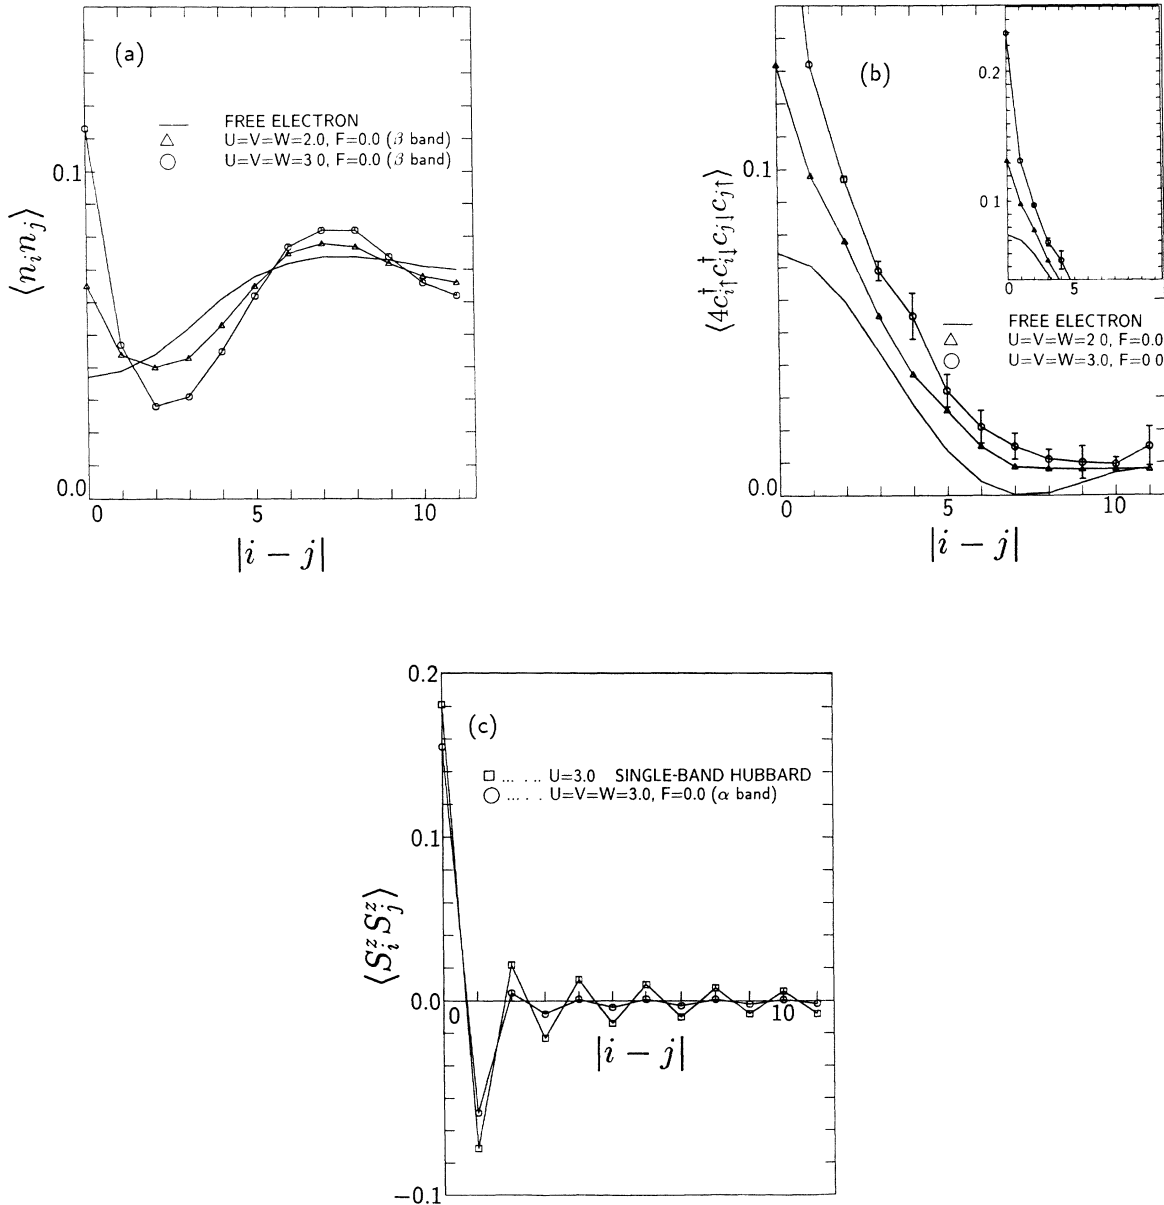 (a)
FREE ELECTRON
U=V=W=2.0, F=0.0 (β band)
U=V=W=3 0, F=0.0 (β band)
0.1
0.0
⟨n_i n_j⟩
0 5 10
|i − j|
(b)
0.2
0.1
0 5
0.1
0.0
⟨4c†_{i↑}c†_{i↓}c_{j↓}c_{j↑}⟩
FREE ELECTRON
U=V=W=2 0, F=0.0
U=V=W=3.0, F=0 0
0 5 10
|i − j|
0.2
(c)
U=3.0 SINGLE-BAND HUBBARD
U=V=W=3.0, F=0.0 (α band)
0.1
⟨S^z_i S^z_j⟩
0.0
0 10
|i − j|
−0.1